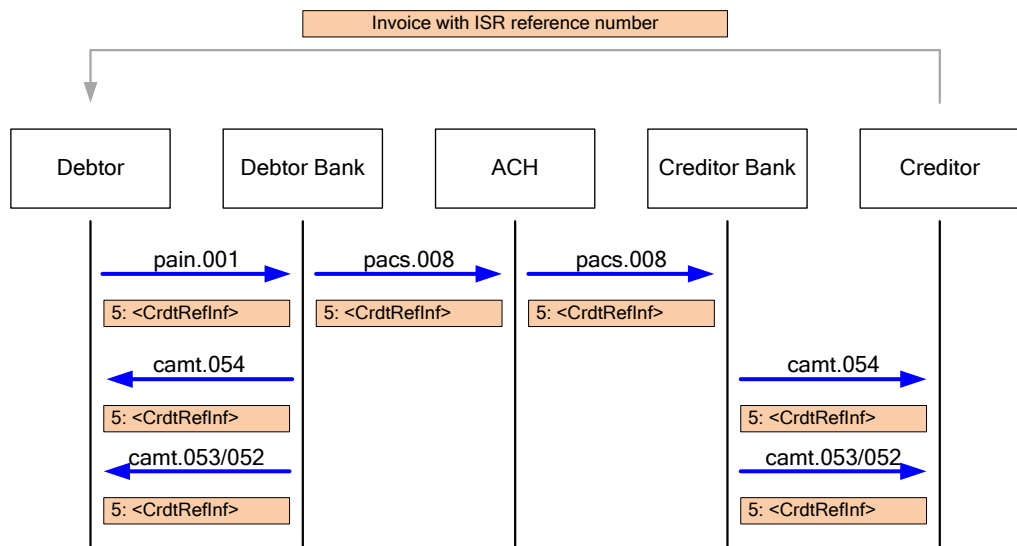 Invoice with ISR reference number
Debtor
Debtor Bank
ACH
Creditor Bank
Creditor
pain.001
pacs.008
pacs.008
5: <CrdtRefInf>
5: <CrdtRefInf>
5: <CrdtRefInf>
camt.054
camt.054
5: <CrdtRefInf>
5: <CrdtRefInf>
camt.053/052
camt.053/052
5: <CrdtRefInf>
5: <CrdtRefInf>